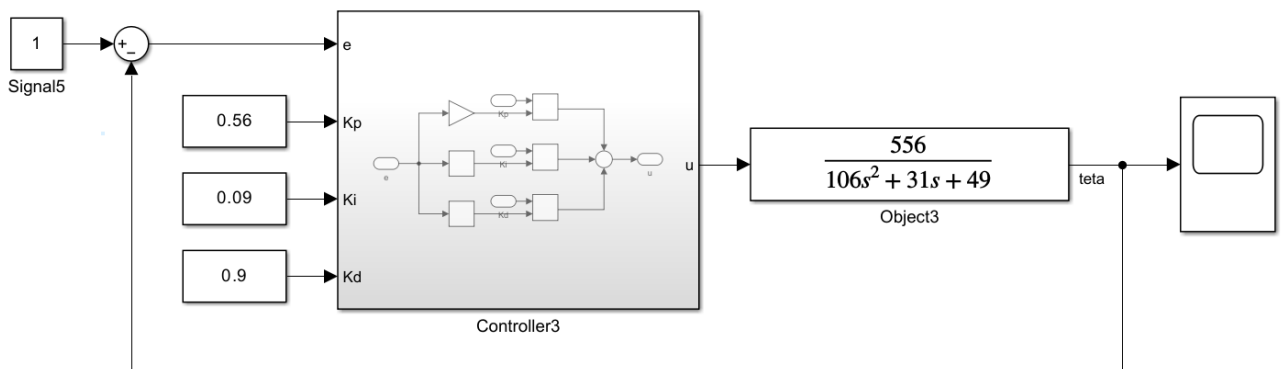 1
+
−
Signal5
e
0.56
Kp
0.09
Ki
0.9
Kd
Kp
Ki
Kd
e
u
u
Controller3
556
106s² + 31s + 49
Object3
teta